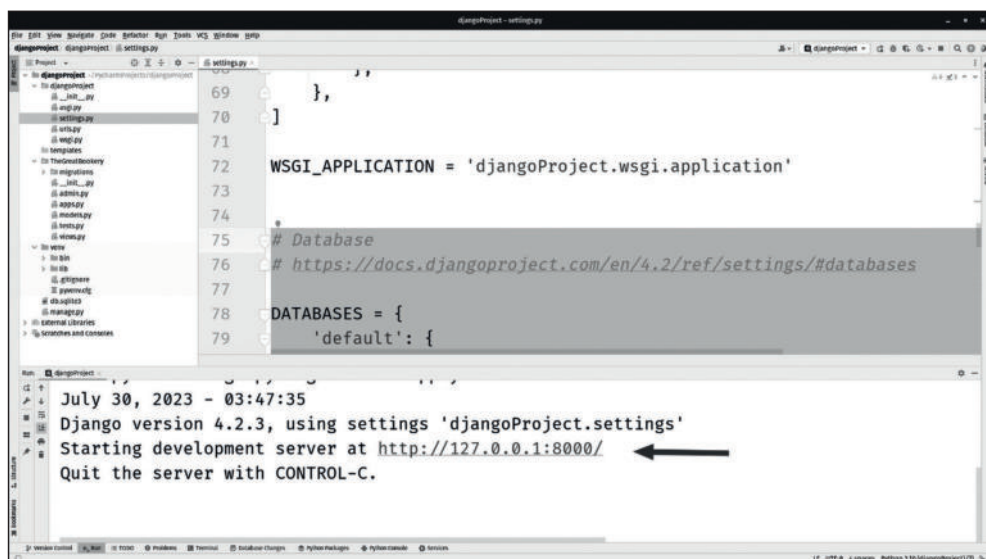 djangoProject – settings.py
File Edit View Navigate Code Refactor Run Tools VCS Window Help
djangoProject djangoProject settings.py
djangoProject
Project
settings.py
djangoProject ~/PycharmProjects/djangoProject
djangoProject
__init__.py
asgi.py
settings.py
urls.py
wsgi.py
templates
TheGreatBookery
migrations
__init__.py
admin.py
apps.py
models.py
tests.py
views.py
venv
bin
lib
.gitignore
pyvenv.cfg
db.sqlite3
manage.py
External Libraries
Scratches and Consoles
69 },
70 ]
71
72 WSGI_APPLICATION = 'djangoProject.wsgi.application'
73
74
75 # Database
76 # https://docs.djangoproject.com/en/4.2/ref/settings/#databases
77
78 DATABASES = {
79 'default': {
Run: djangoProject
July 30, 2023 - 03:47:35
Django version 4.2.3, using settings 'djangoProject.settings'
Starting development server at http://127.0.0.1:8000/
Quit the server with CONTROL-C.
Structure
Bookmarks
Version Control Run TODO Problems Terminal Database Changes Python Packages Python Console Services